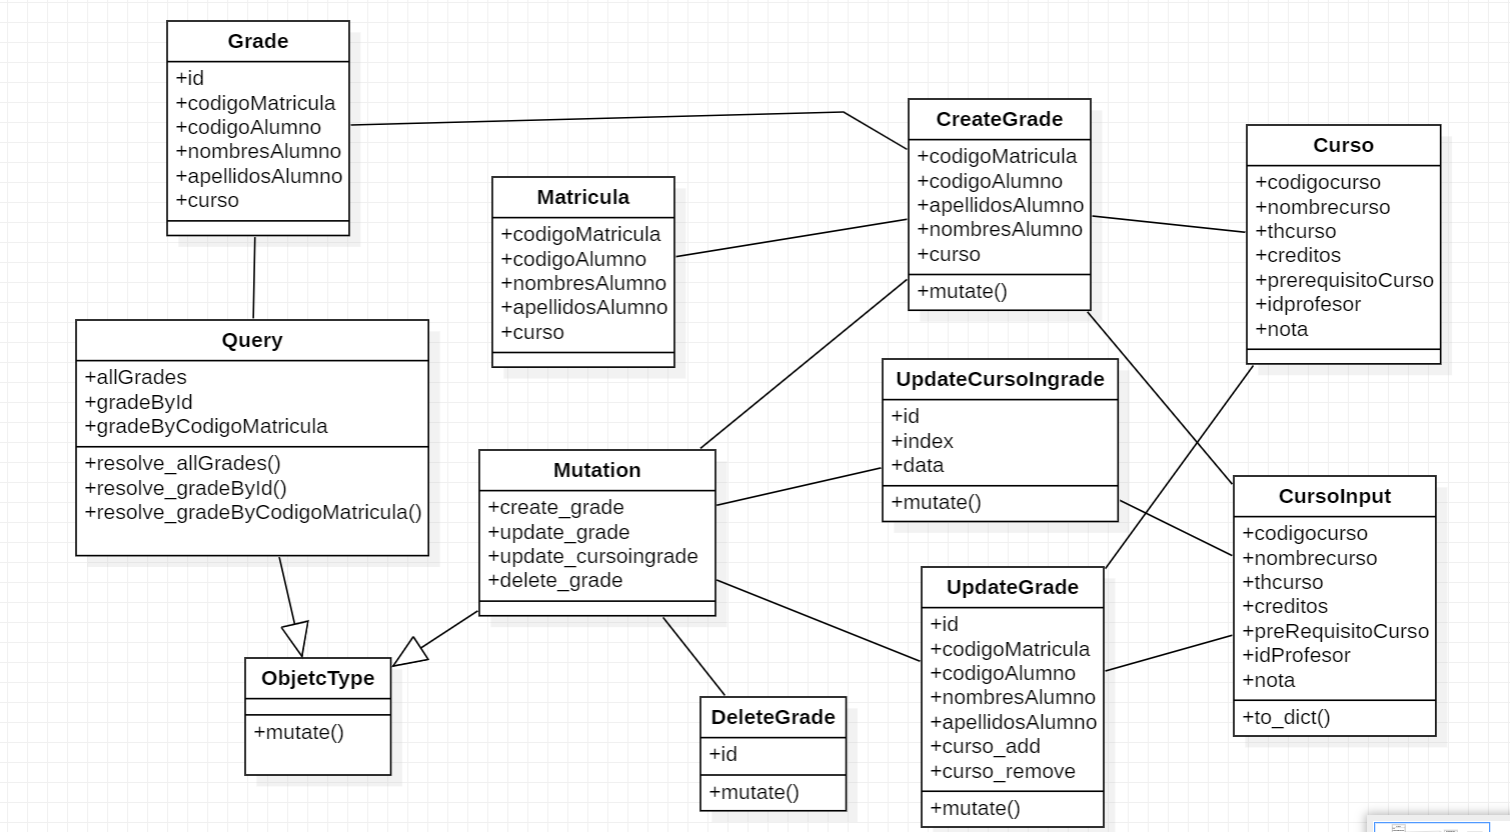 Grade
+id
+codigoMatricula
+codigoAlumno
+nombresAlumno
+apellidosAlumno
+curso
Matricula
+codigoMatricula
+codigoAlumno
+nombresAlumno
+apellidosAlumno
+curso
CreateGrade
+codigoMatricula
+codigoAlumno
+apellidosAlumno
+nombresAlumno
+curso
+mutate()
Curso
+codigocurso
+nombrecurso
+thcurso
+creditos
+prerequisitoCurso
+idprofesor
+nota
Query
+allGrades
+gradeById
+gradeByCodigoMatricula
+resolve_allGrades()
+resolve_gradeById()
+resolve_gradeByCodigoMatricula()
Mutation
+create_grade
+update_grade
+update_cursoingrade
+delete_grade
UpdateCursoIngrade
+id
+index
+data
+mutate()
CursoInput
+codigocurso
+nombrecurso
+thcurso
+creditos
+preRequisitoCurso
+idProfesor
+nota
+to_dict()
ObjetcType
+mutate()
DeleteGrade
+id
+mutate()
UpdateGrade
+id
+codigoMatricula
+codigoAlumno
+nombresAlumno
+apellidosAlumno
+curso_add
+curso_remove
+mutate()